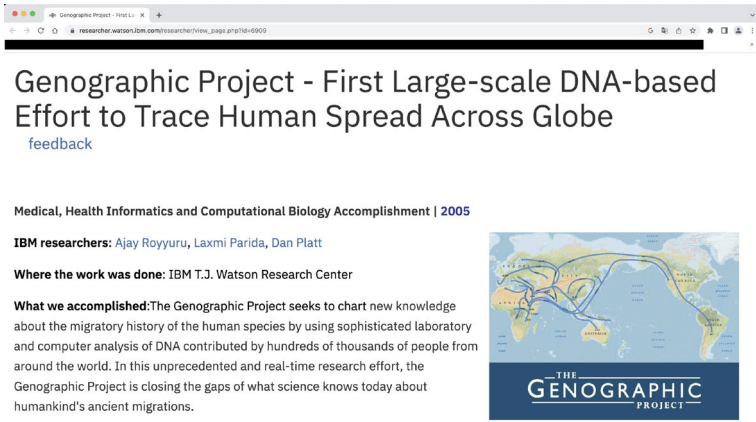 Genographic Project - First La
researcher.watson.ibm.com/researcher/view_page.php?id=6909
Genographic Project - First Large-scale DNA-based
Effort to Trace Human Spread Across Globe
feedback
Medical, Health Informatics and Computational Biology Accomplishment | 2005
IBM researchers: Ajay Royyuru, Laxmi Parida, Dan Platt
Where the work was done: IBM T.J. Watson Research Center
What we accomplished:The Genographic Project seeks to chart new knowledge
about the migratory history of the human species by using sophisticated laboratory
and computer analysis of DNA contributed by hundreds of thousands of people from
around the world. In this unprecedented and real-time research effort, the
Genographic Project is closing the gaps of what science knows today about
humankind's ancient migrations.
AUSTRALIA
THE
GENOGRAPHIC
PROJECT